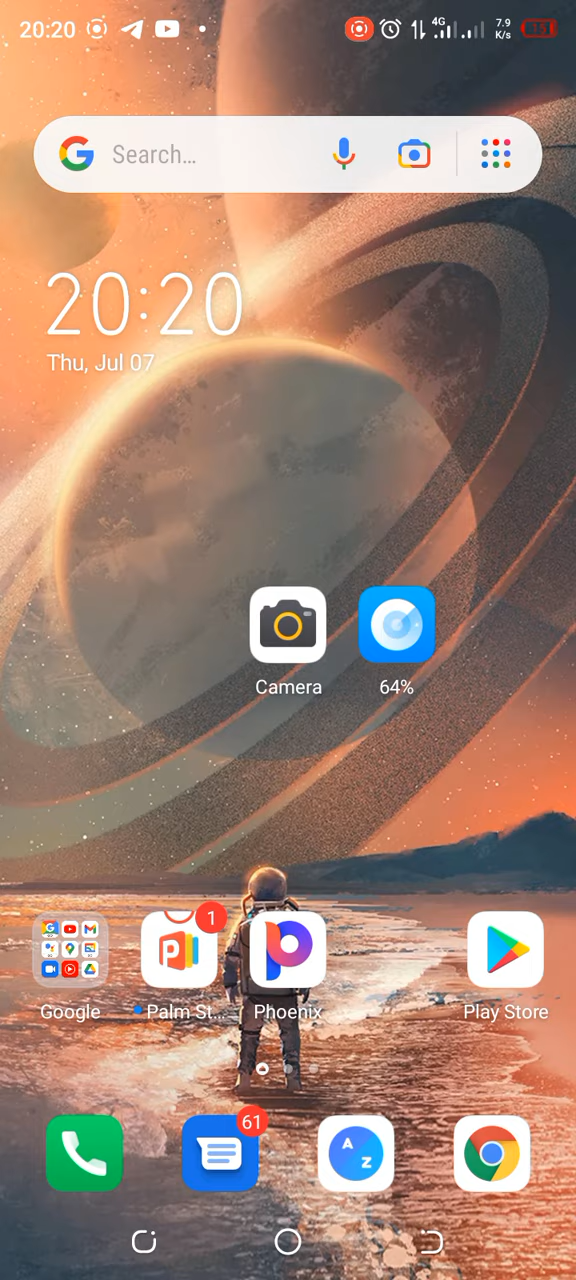 20:20
4G
7.9
K/s
15
Search...
20:20
Thu, Jul 07
Camera
64%
1
Google
Palm St...
Phoenix
Play Store
61
A
Z